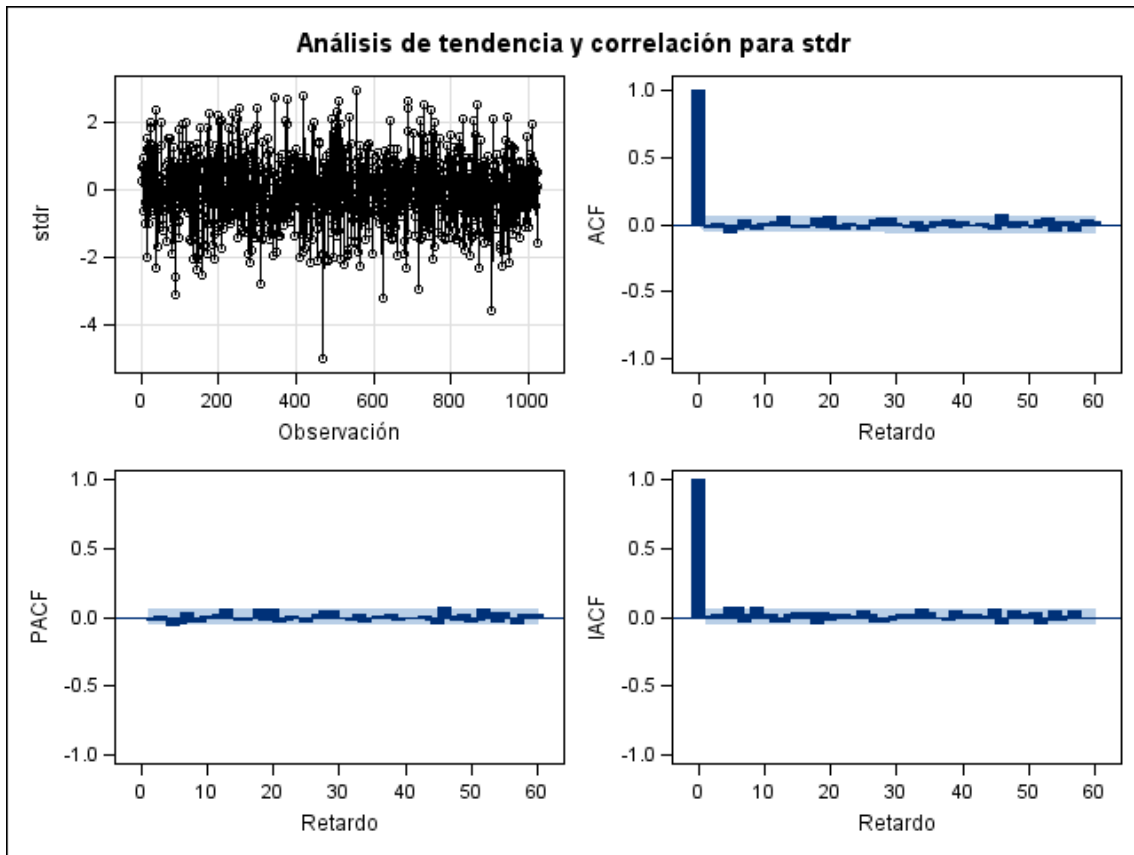 Análisis de tendencia y correlación para stdr
stdr
2
0
-2
-4
0 200 400 600 800 1000
Observación
ACF
1.0
0.5
0.0
-0.5
-1.0
0 10 20 30 40 50 60
Retardo
PACF
1.0
0.5
0.0
-0.5
-1.0
0 10 20 30 40 50 60
Retardo
IACF
1.0
0.5
0.0
-0.5
-1.0
0 10 20 30 40 50 60
Retardo